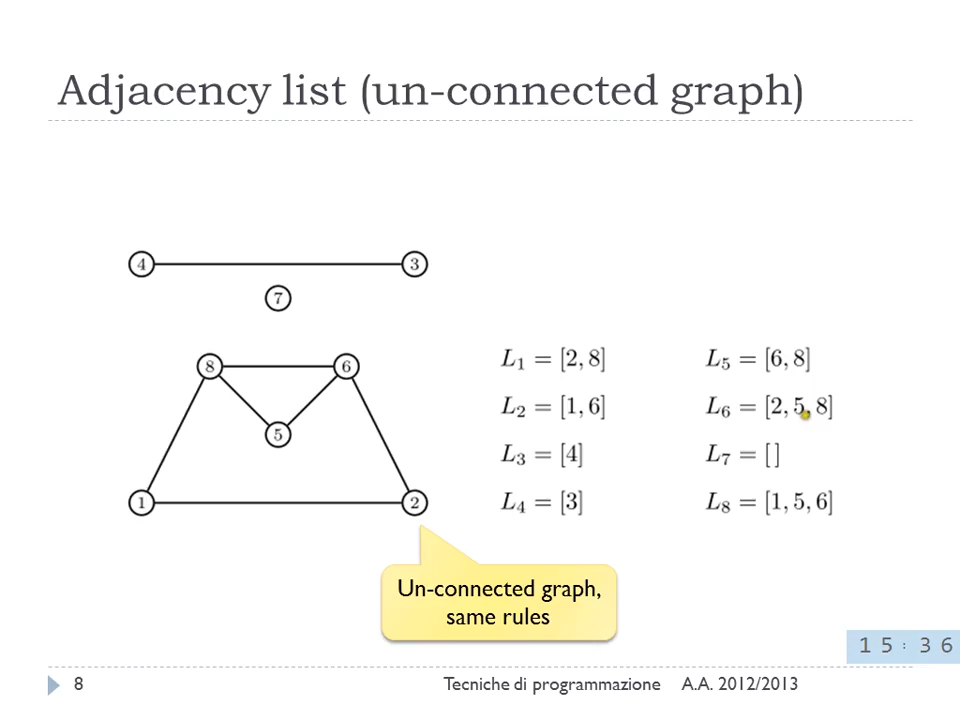 Adjacency list (un-connected graph)
4
3
7
8
6
5
1
2
L1 = [2, 8]
L5 = [6, 8]
L2 = [1, 6]
L6 = [2, 5, 8]
L3 = [4]
L7 = [ ]
L4 = [3]
L8 = [1, 5, 6]
Un-connected graph,
same rules
15:36
8
Tecniche di programmazione
A.A. 2012/2013